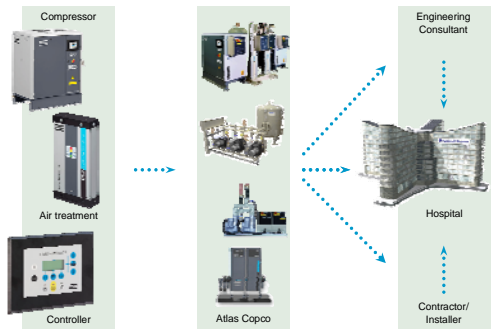 Compressor
Air treatment
Controller
Atlas Copco
Engineering
Consultant
Hospital
Contractor/
Installer